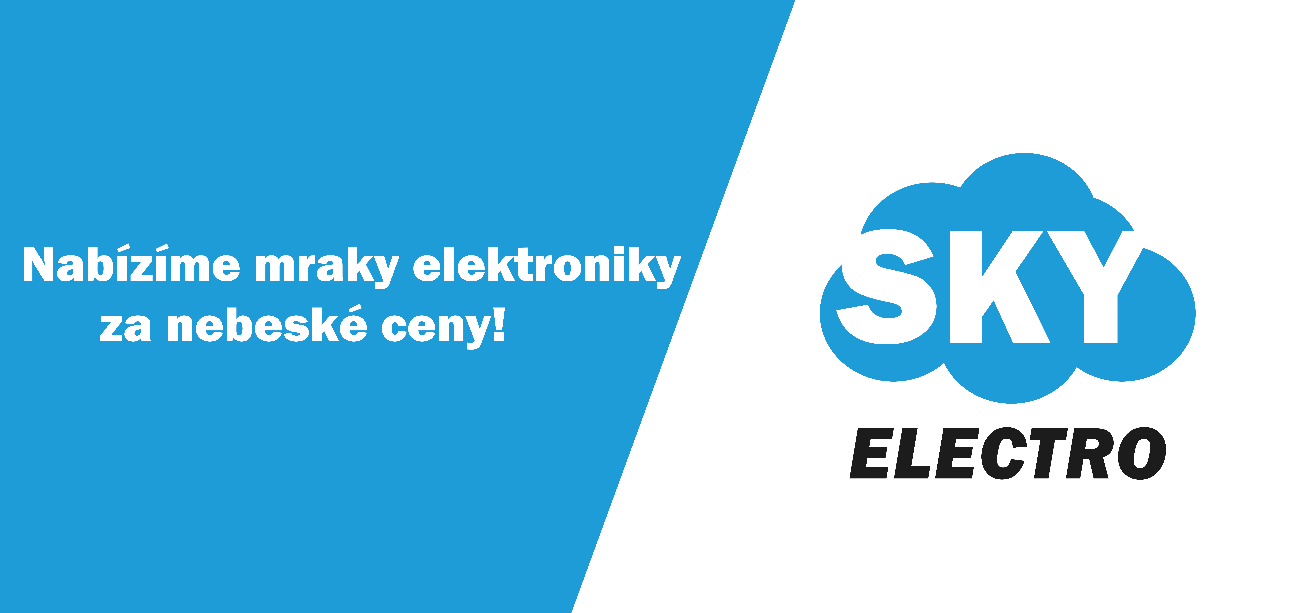 Nabízíme mraky elektroniky
za nebeské ceny!
SKY
ELECTRO